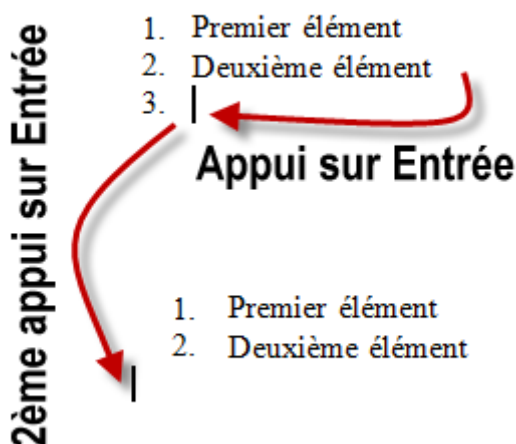 1. Premier élément
2. Deuxième élément
3.
Appui sur Entrée
2ème appui sur Entrée
1. Premier élément
2. Deuxième élément